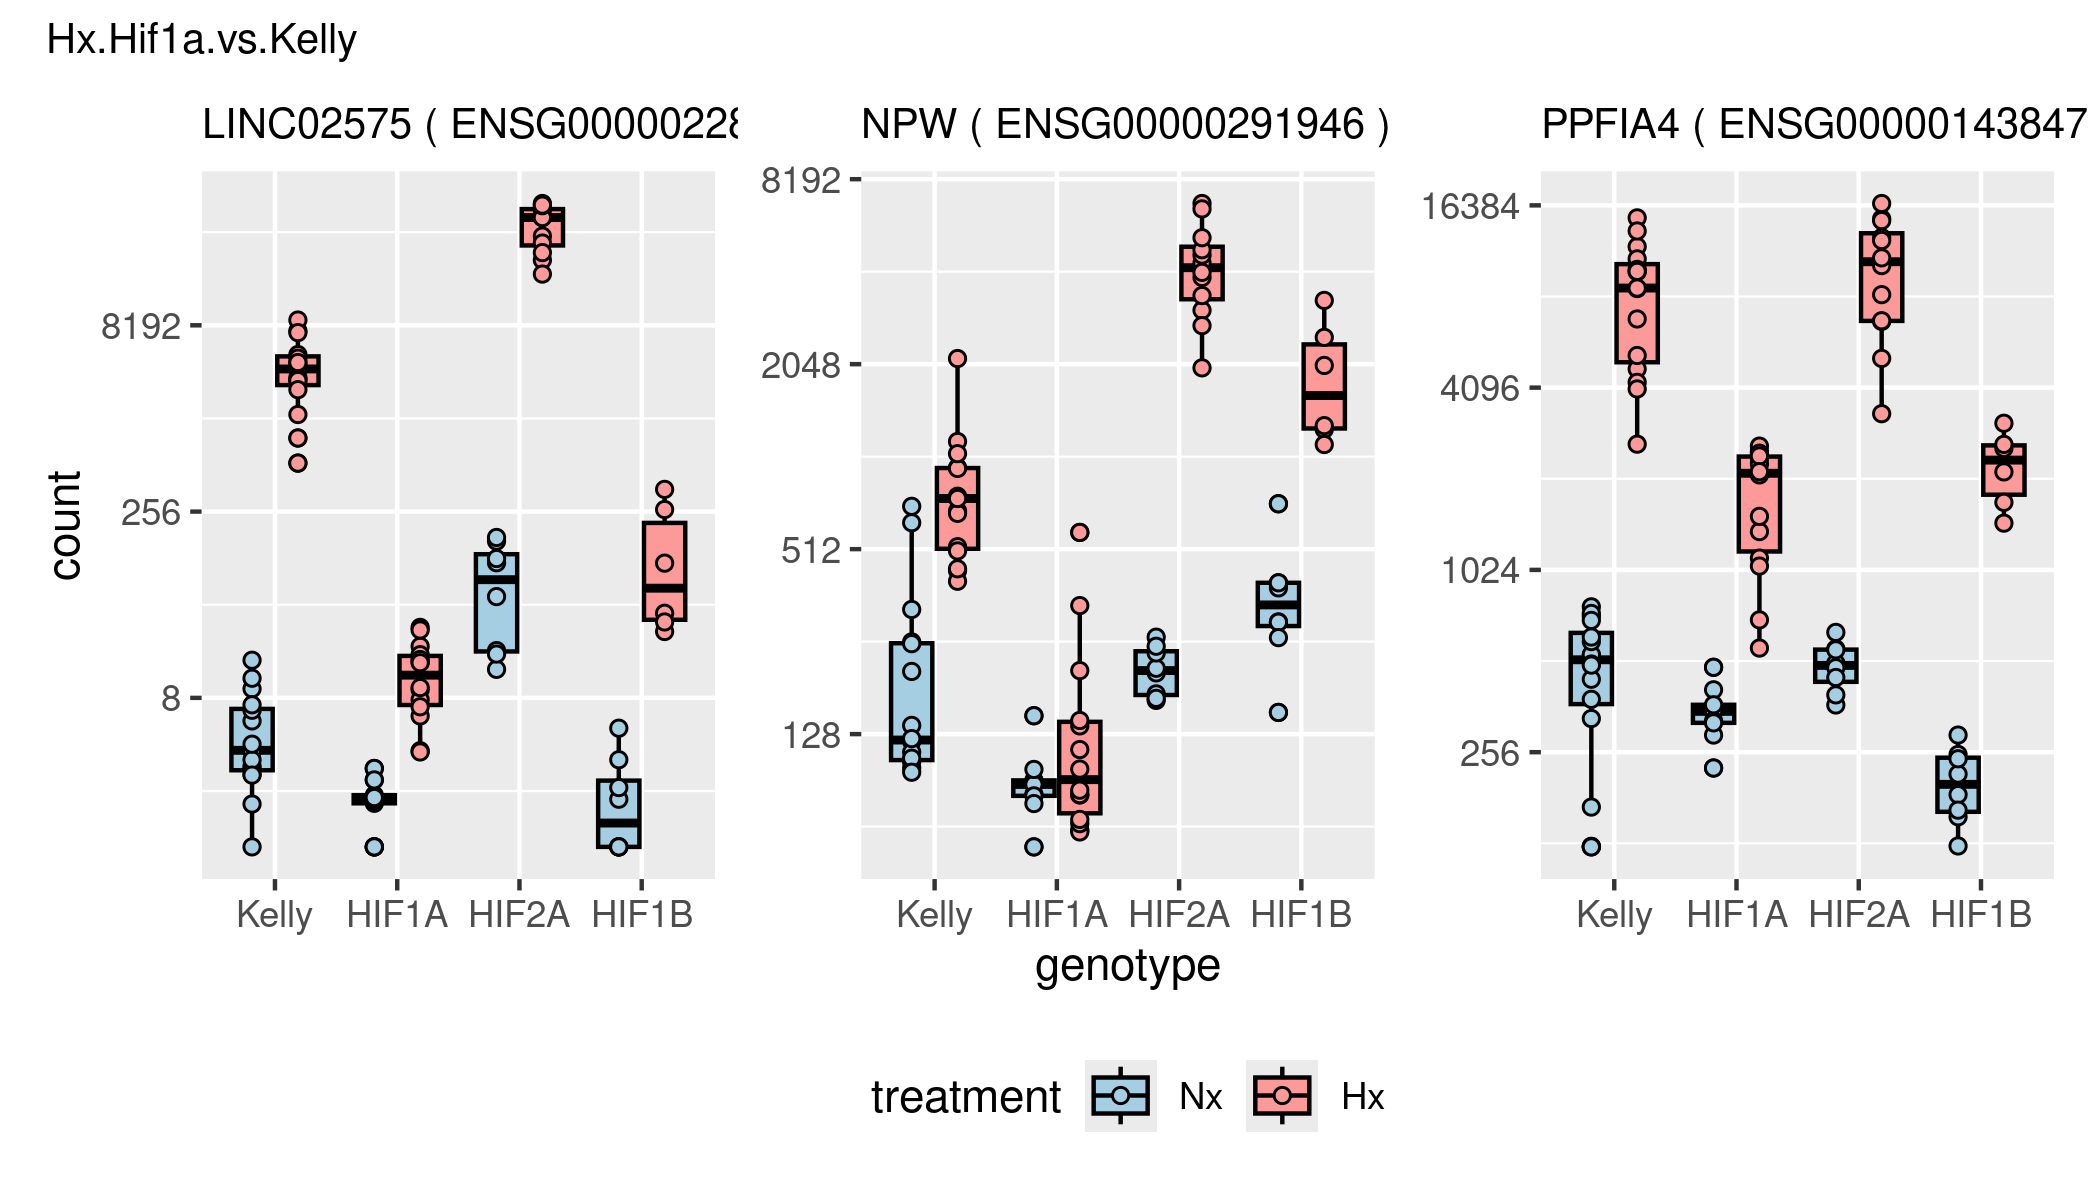 Hx.Hif1a.vs.Kelly
LINC02575 ( ENSG00000228
NPW ( ENSG00000291946 )
PPFIA4 ( ENSG00000143847
count
8192
256
8
8192
2048
512
128
16384
4096
1024
256
Kelly HIF1A HIF2A HIF1B
Kelly HIF1A HIF2A HIF1B
Kelly HIF1A HIF2A HIF1B
genotype
treatment Nx Hx